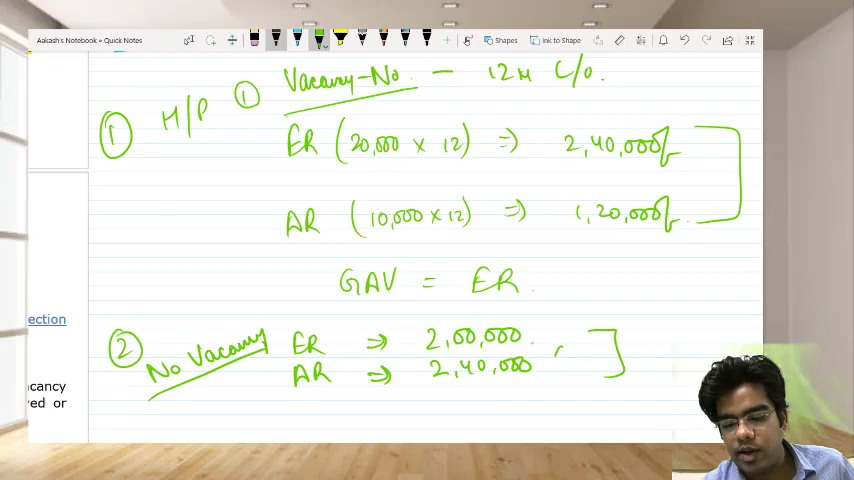 Aakash's Notebook » Quick Notes
Shapes
Ink to Shape
① H/P ① Vacancy-No. - 12M C/o.
ER (20,000 × 12) ⇒ 2,40,000/-
AR (10,000 × 12) ⇒ 1,20,000/-
GAV = ER.
② No Vacancy ER ⇒ 2,00,000.
AR ⇒ 2,40,000
ection
acancy
ed or